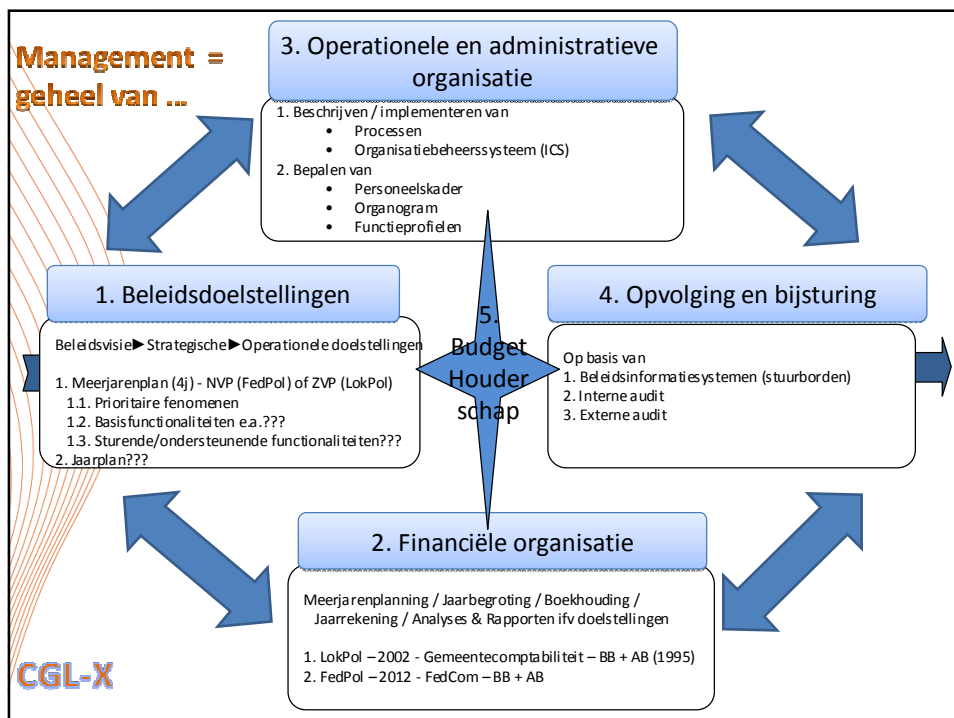 Management =
geheel van ...
3. Operationele en administratieve
organisatie
1. Beschrijven / implementeren van
• Processen
• Organisatiebeheerssysteem (ICS)
2. Bepalen van
• Personeelskader
• Organogram
• Functieprofielen
1. Beleidsdoelstellingen
Beleidsvisie►Strategische►Operationele doelstellingen
1. Meerjarenplan (4j) - NVP (FedPol) of ZVP (LokPol)
1.1. Prioritaire fenomenen
1.2. Basisfunctionaliteiten e.a.???
1.3. Sturende/ondersteunende functionaliteiten???
2. Jaarplan???
5.
Budget
Houder
schap
4. Opvolging en bijsturing
Op basis van
1. Beleidsinformatiesystemen (stuurborden)
2. Interne audit
3. Externe audit
2. Financiële organisatie
Meerjarenplanning / Jaarbegroting / Boekhouding /
Jaarrekening / Analyses & Rapporten ifv doelstellingen
1. LokPol – 2002 - Gemeentecomptabiliteit – BB + AB (1995)
2. FedPol – 2012 - FedCom – BB + AB
CGL-X